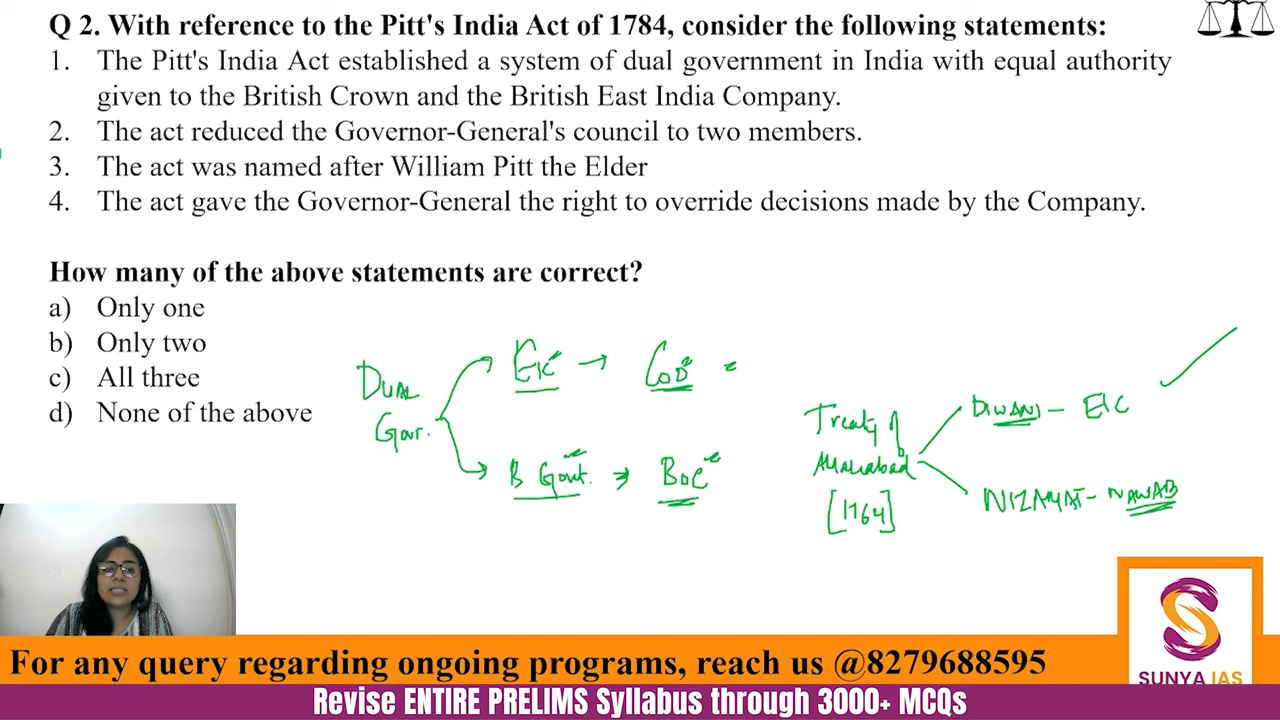 Q 2. With reference to the Pitt's India Act of 1784, consider the following statements:
1. The Pitt's India Act established a system of dual government in India with equal authority
given to the British Crown and the British East India Company.
2. The act reduced the Governor-General's council to two members.
3. The act was named after William Pitt the Elder
4. The act gave the Governor-General the right to override decisions made by the Company.
How many of the above statements are correct?
a) Only one
b) Only two
c) All three
d) None of the above
DUAL
Govr.
EIC → COD =
B Govt. → BOC
Treaty of
Allahabad
[1764]
DIWANI - EIC
NIZAMAT - NAWAB
For any query regarding ongoing programs, reach us @8279688595
SUNYA IAS
Revise ENTIRE PRELIMS Syllabus through 3000+ MCQs